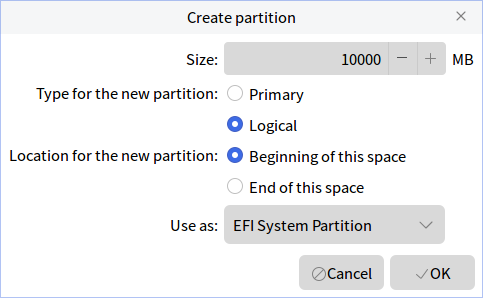 Create partition
Size: 10000 MB
Type for the new partition: Primary
Logical
Location for the new partition: Beginning of this space
End of this space
Use as: EFI System Partition
Cancel OK